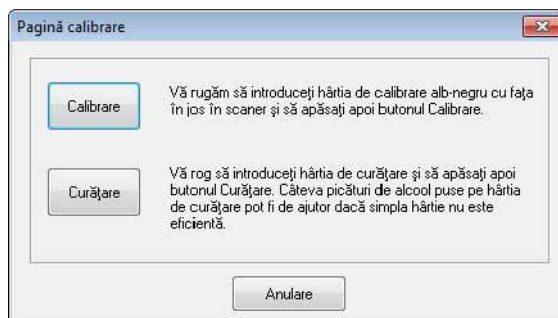 Pagină calibrare
Calibrare
Vă rugăm să introduceți hârtia de calibrare alb-negru cu fața
în jos în scaner și să apăsați apoi butonul Calibrare.
Curățare
Vă rog să introduceți hârtia de curățare și să apăsați apoi
butonul Curățare. Câteva picături de alcool puse pe hârtia
de curățare pot fi de ajutor dacă simpla hârtie nu este
eficientă.
Anulare